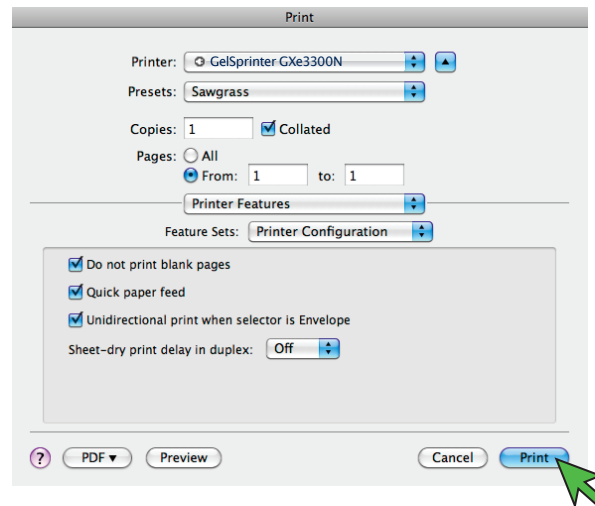 Print
Printer: GelSprinter GXe3300N
Presets: Sawgrass
Copies: 1 Collated
Pages: All
From: 1 to: 1
Printer Features
Feature Sets: Printer Configuration
Do not print blank pages
Quick paper feed
Unidirectional print when selector is Envelope
Sheet-dry print delay in duplex: Off
? PDF▼ Preview Cancel Print